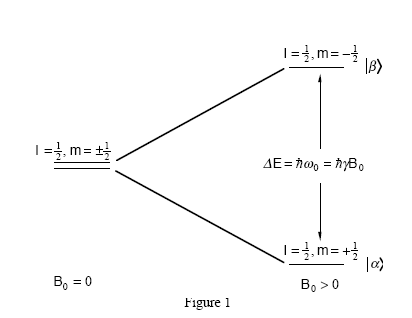 I = 1/2, m = −1/2 |β⟩
I = 1/2, m = ±1/2
ΔE = ħω₀ = ħγB₀
I = 1/2, m = +1/2 |α⟩
B₀ = 0
B₀ > 0
Figure 1